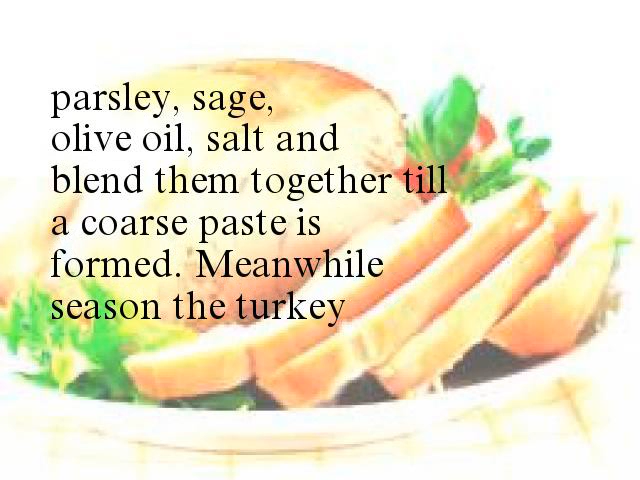 parsley, sage,
olive oil, salt and
blend them together till
a coarse paste is
formed. Meanwhile
season the turkey